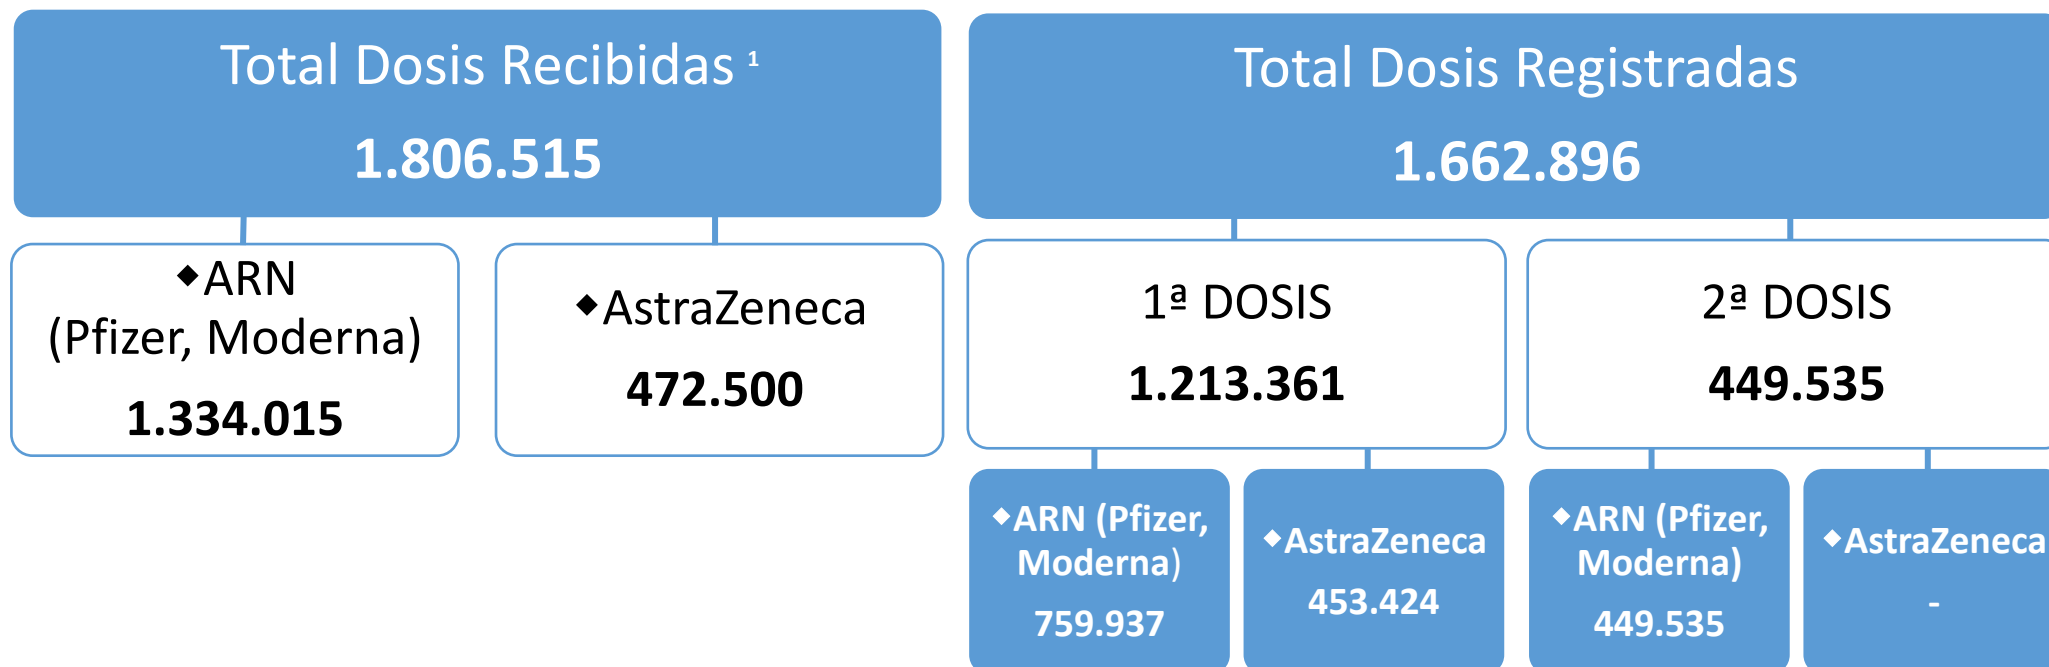 Total Dosis Recibidas ¹
1.806.515
◆ARN
(Pfizer, Moderna)
1.334.015
◆AstraZeneca
472.500
Total Dosis Registradas
1.662.896
1ª DOSIS
1.213.361
◆ARN (Pfizer,
Moderna)
759.937
◆AstraZeneca
453.424
2ª DOSIS
449.535
◆ARN (Pfizer,
Moderna)
449.535
◆AstraZeneca
-